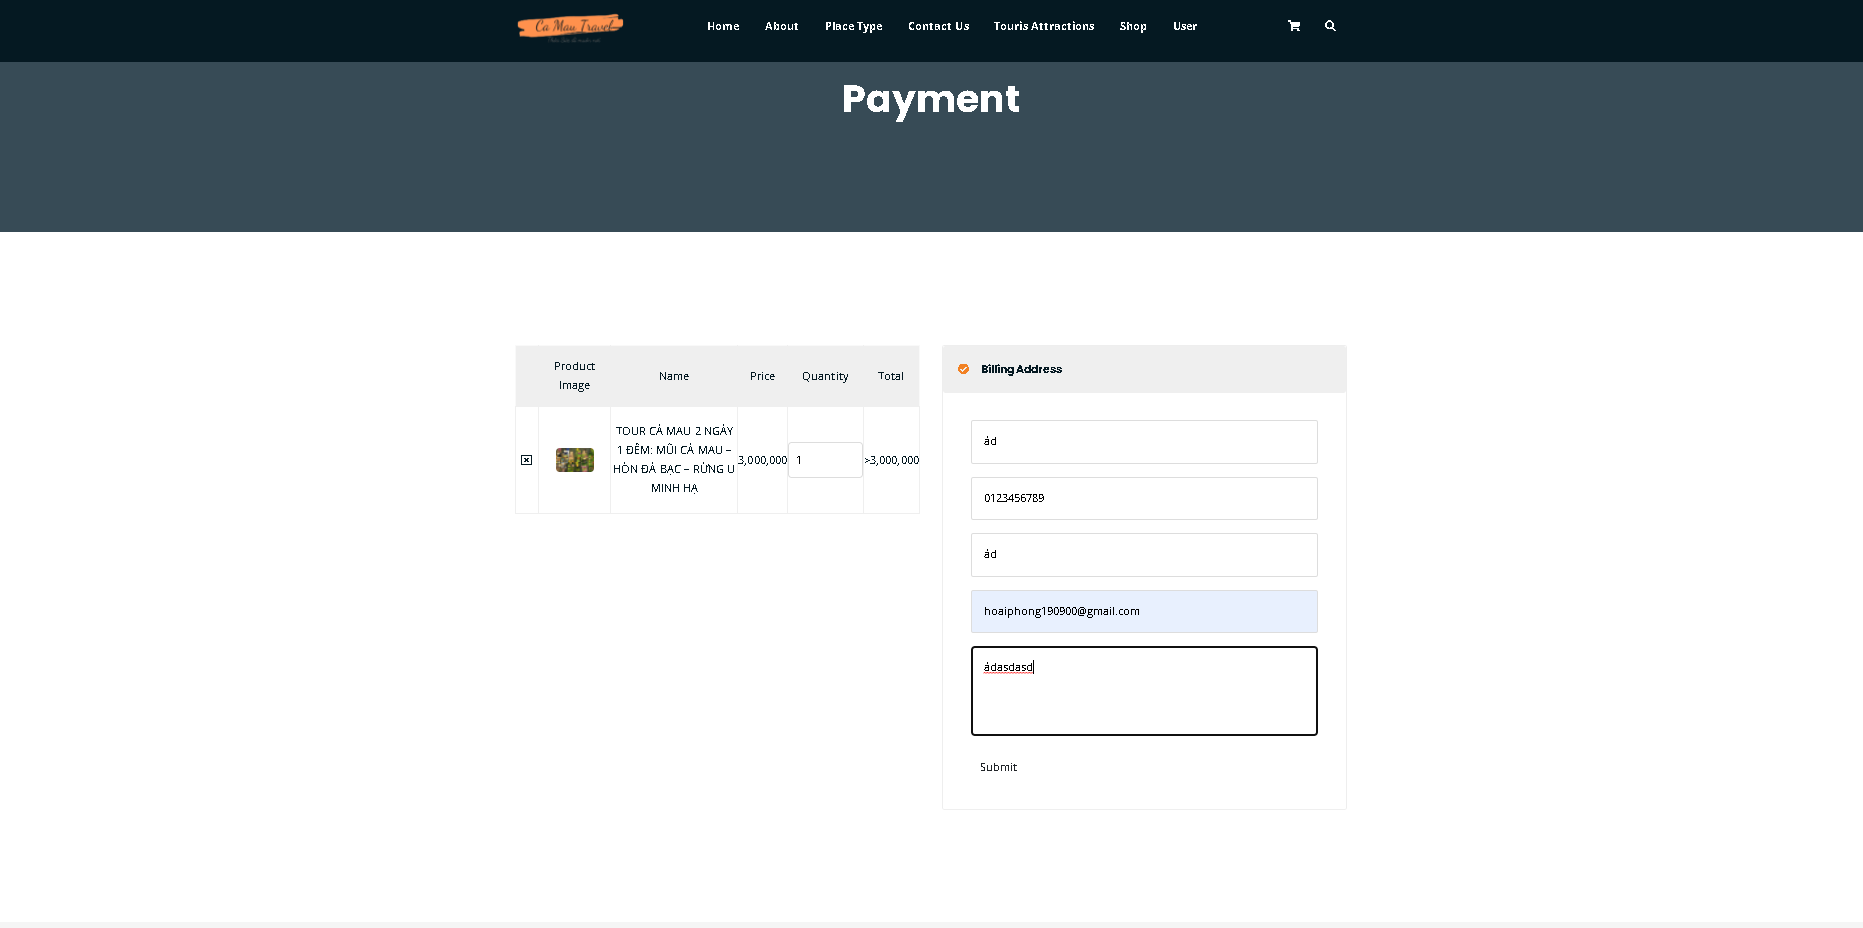 Ca Mau Travel
Home About Place Type Contact Us Touris Attractions Shop User
Payment
Product
Image
Name
Price
Quantity
Total
TOUR CÀ MAU 2 NGÀY
1 ĐÊM: MŨI CÀ MAU –
HÒN ĐÁ BẠC – RỪNG U
MINH HẠ
3,000,000
1
>3,000,000
Billing Address
ád
0123456789
ád
hoaiphong190900@gmail.com
ádasdasd
Submit